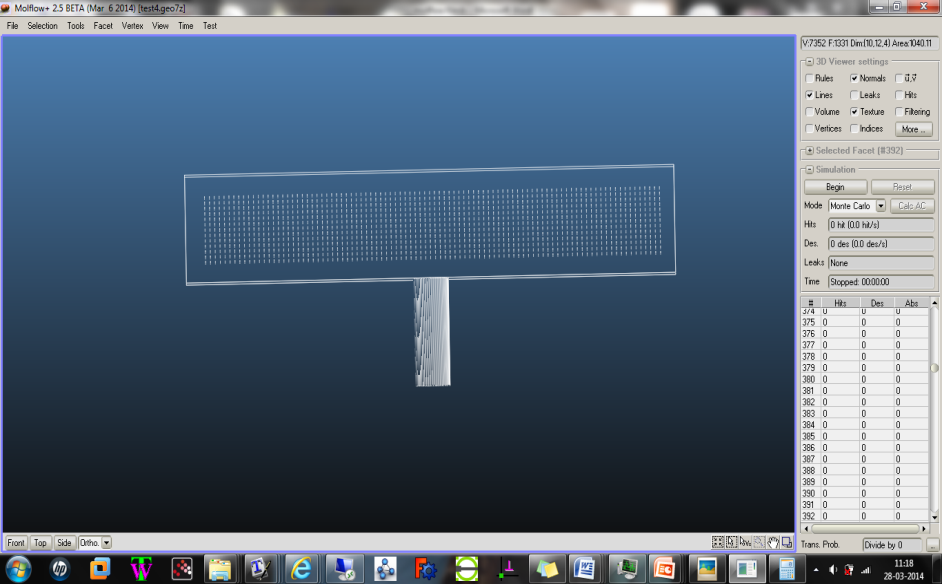 Molflow+ 2.5 BETA (Mar 6 2014) [test4.geo7z]
File Selection Tools Facet Vertex View Time Test
V:7352 F:1331 Dim:(10,12,4) Area:1040.11
3D Viewer settings
Rules Normals ū,v̄
Lines Leaks Hits
Volume Texture Filtering
Vertices Indices More ...
Selected Facet (#392)
Simulation
Begin Reset
Mode Monte Carlo Calc AC
Hits 0 hit (0.0 hit/s)
Des. 0 des (0.0 des/s)
Leaks None
Time Stopped: 00:00:00
# Hits Des Abs
374 0 0 0
375 0 0 0
376 0 0 0
377 0 0 0
378 0 0 0
379 0 0 0
380 0 0 0
381 0 0 0
382 0 0 0
383 0 0 0
384 0 0 0
385 0 0 0
386 0 0 0
387 0 0 0
388 0 0 0
389 0 0 0
390 0 0 0
391 0 0 0
392 0 0 0
Front Top Side Ortho.
Trans. Prob. Divide by 0 ...
hp
W
11:18
28-03-2014